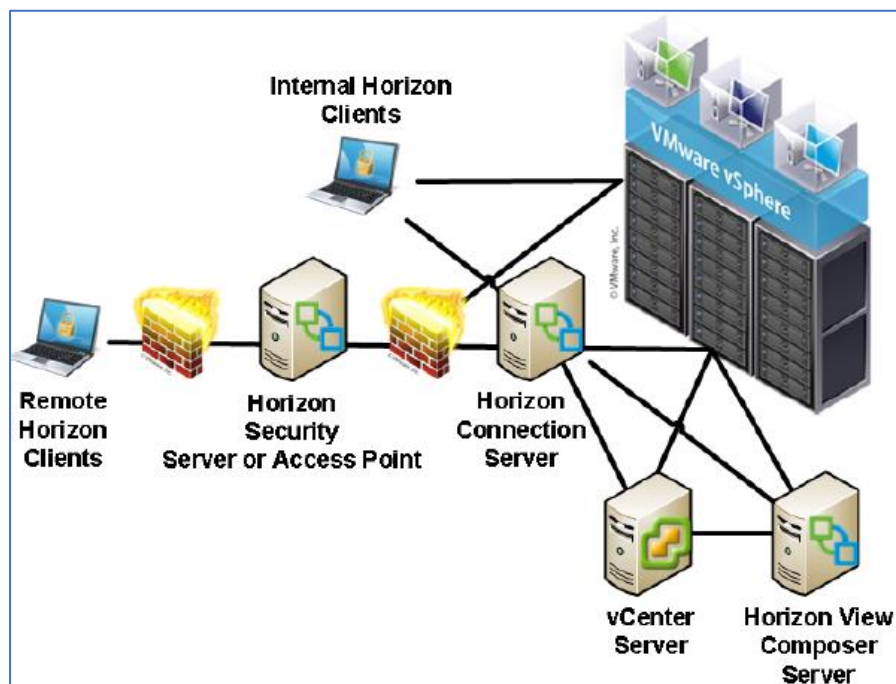 Internal Horizon
Clients
VMware vSphere
© VMware, Inc.
Remote
Horizon
Clients
Horizon
Security
Server or Access Point
Horizon
Connection
Server
vCenter
Server
Horizon View
Composer
Server